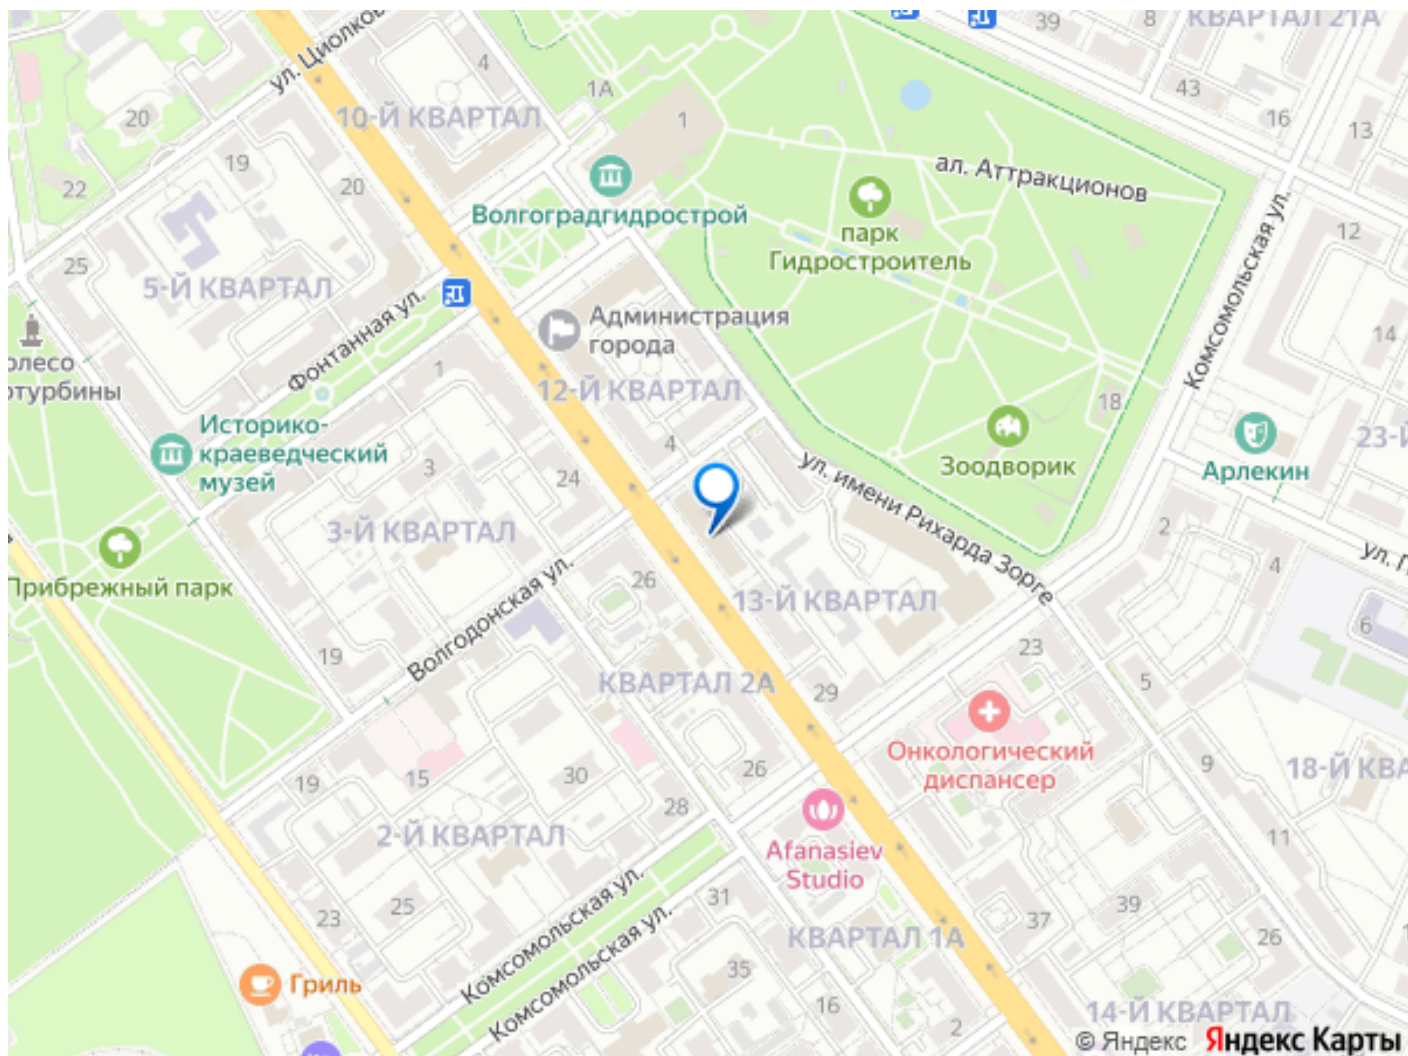 39
8
КВАРТАЛ 21А
ул. Циолков
4
1А
1
43
16
13
20
10-Й КВАРТАЛ
19
22
20
ал. Аттракционов
Волгоградгидрострой
парк
Гидростроитель
12
25
5-Й КВАРТАЛ
Фонтанная ул.
Администрация
города
Комсомольская ул.
14
олесо
отурбины
1
12-Й КВАРТАЛ
18
Историко-
краеведческий
музей
4
3
24
Зоодворик
Арлекин
23-Й
ул. имени Рихарда Зорге
3-Й КВАРТАЛ
2
ул. П
4
Прибрежный парк
26
Волгодонская ул.
13-Й КВАРТАЛ
6
19
23
КВАРТАЛ 2А
29
5
Онкологический
диспансер
19
15
30
26
9
18-Й КВА
28
2-Й КВАРТАЛ
11
Afanasiev
Studio
23
25
Комсомольская ул.
31
37
39
Комсомольская ул.
КВАРТАЛ 1А
26
Гриль
35
16
2
14-Й КВАРТАЛ
© Яндекс Яндекс Карты